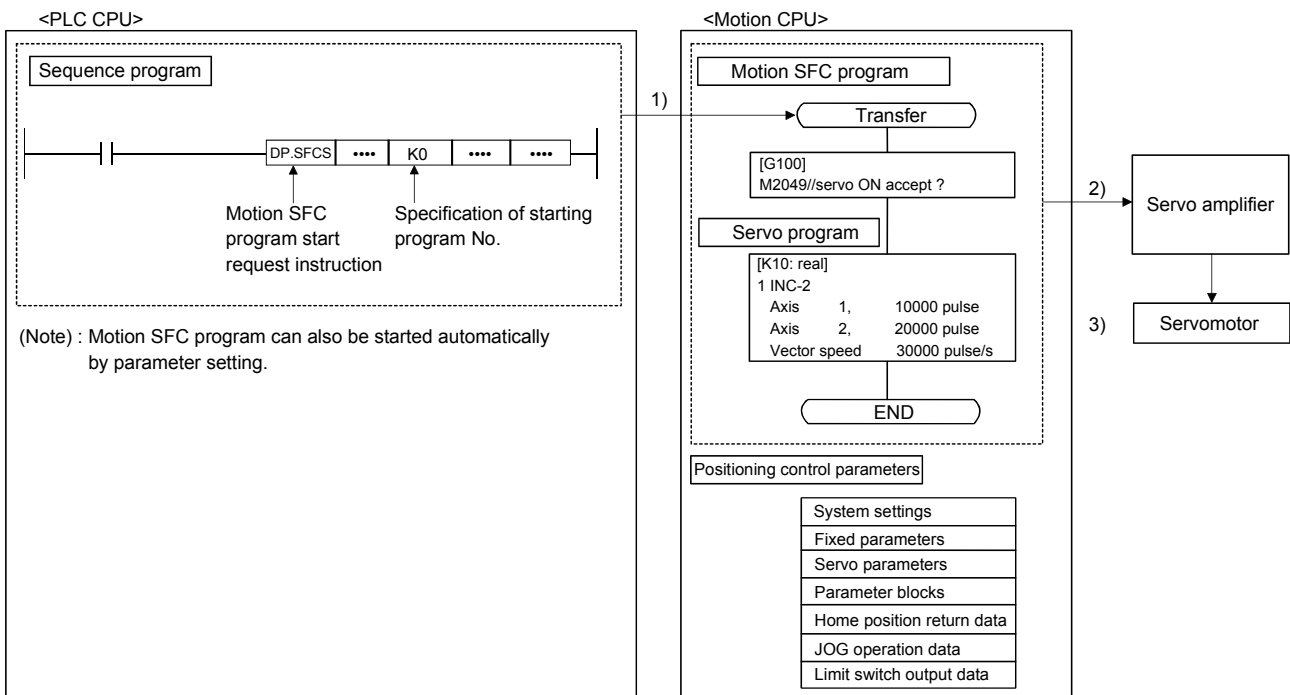 <PLC CPU>
Sequence program
DP.SFCS •••• K0 •••• ••••
Motion SFC
program start
request instruction
Specification of starting
program No.
(Note) : Motion SFC program can also be started automatically
by parameter setting.
1)
<Motion CPU>
Motion SFC program
Transfer
[G100]
M2049//servo ON accept ?
Servo program
[K10: real]
1 INC-2
Axis 1, 10000 pulse
Axis 2, 20000 pulse
Vector speed 30000 pulse/s
END
Positioning control parameters
System settings
Fixed parameters
Servo parameters
Parameter blocks
Home position return data
JOG operation data
Limit switch output data
2)
Servo amplifier
3)
Servomotor